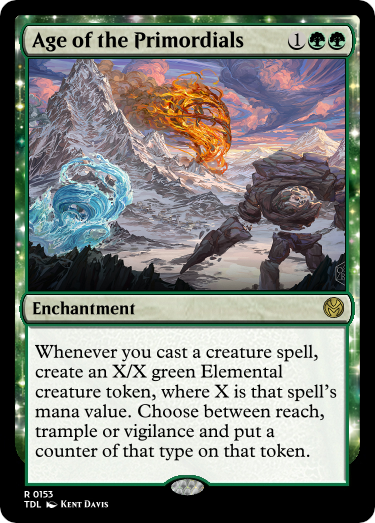 Age of the Primordials 1
Enchantment
Whenever you cast a creature spell,
create an X/X green Elemental
creature token, where X is that spell's
mana value. Choose between reach,
trample or vigilance and put a
counter of that type on that token.
R 0153
TDL Kent Davis